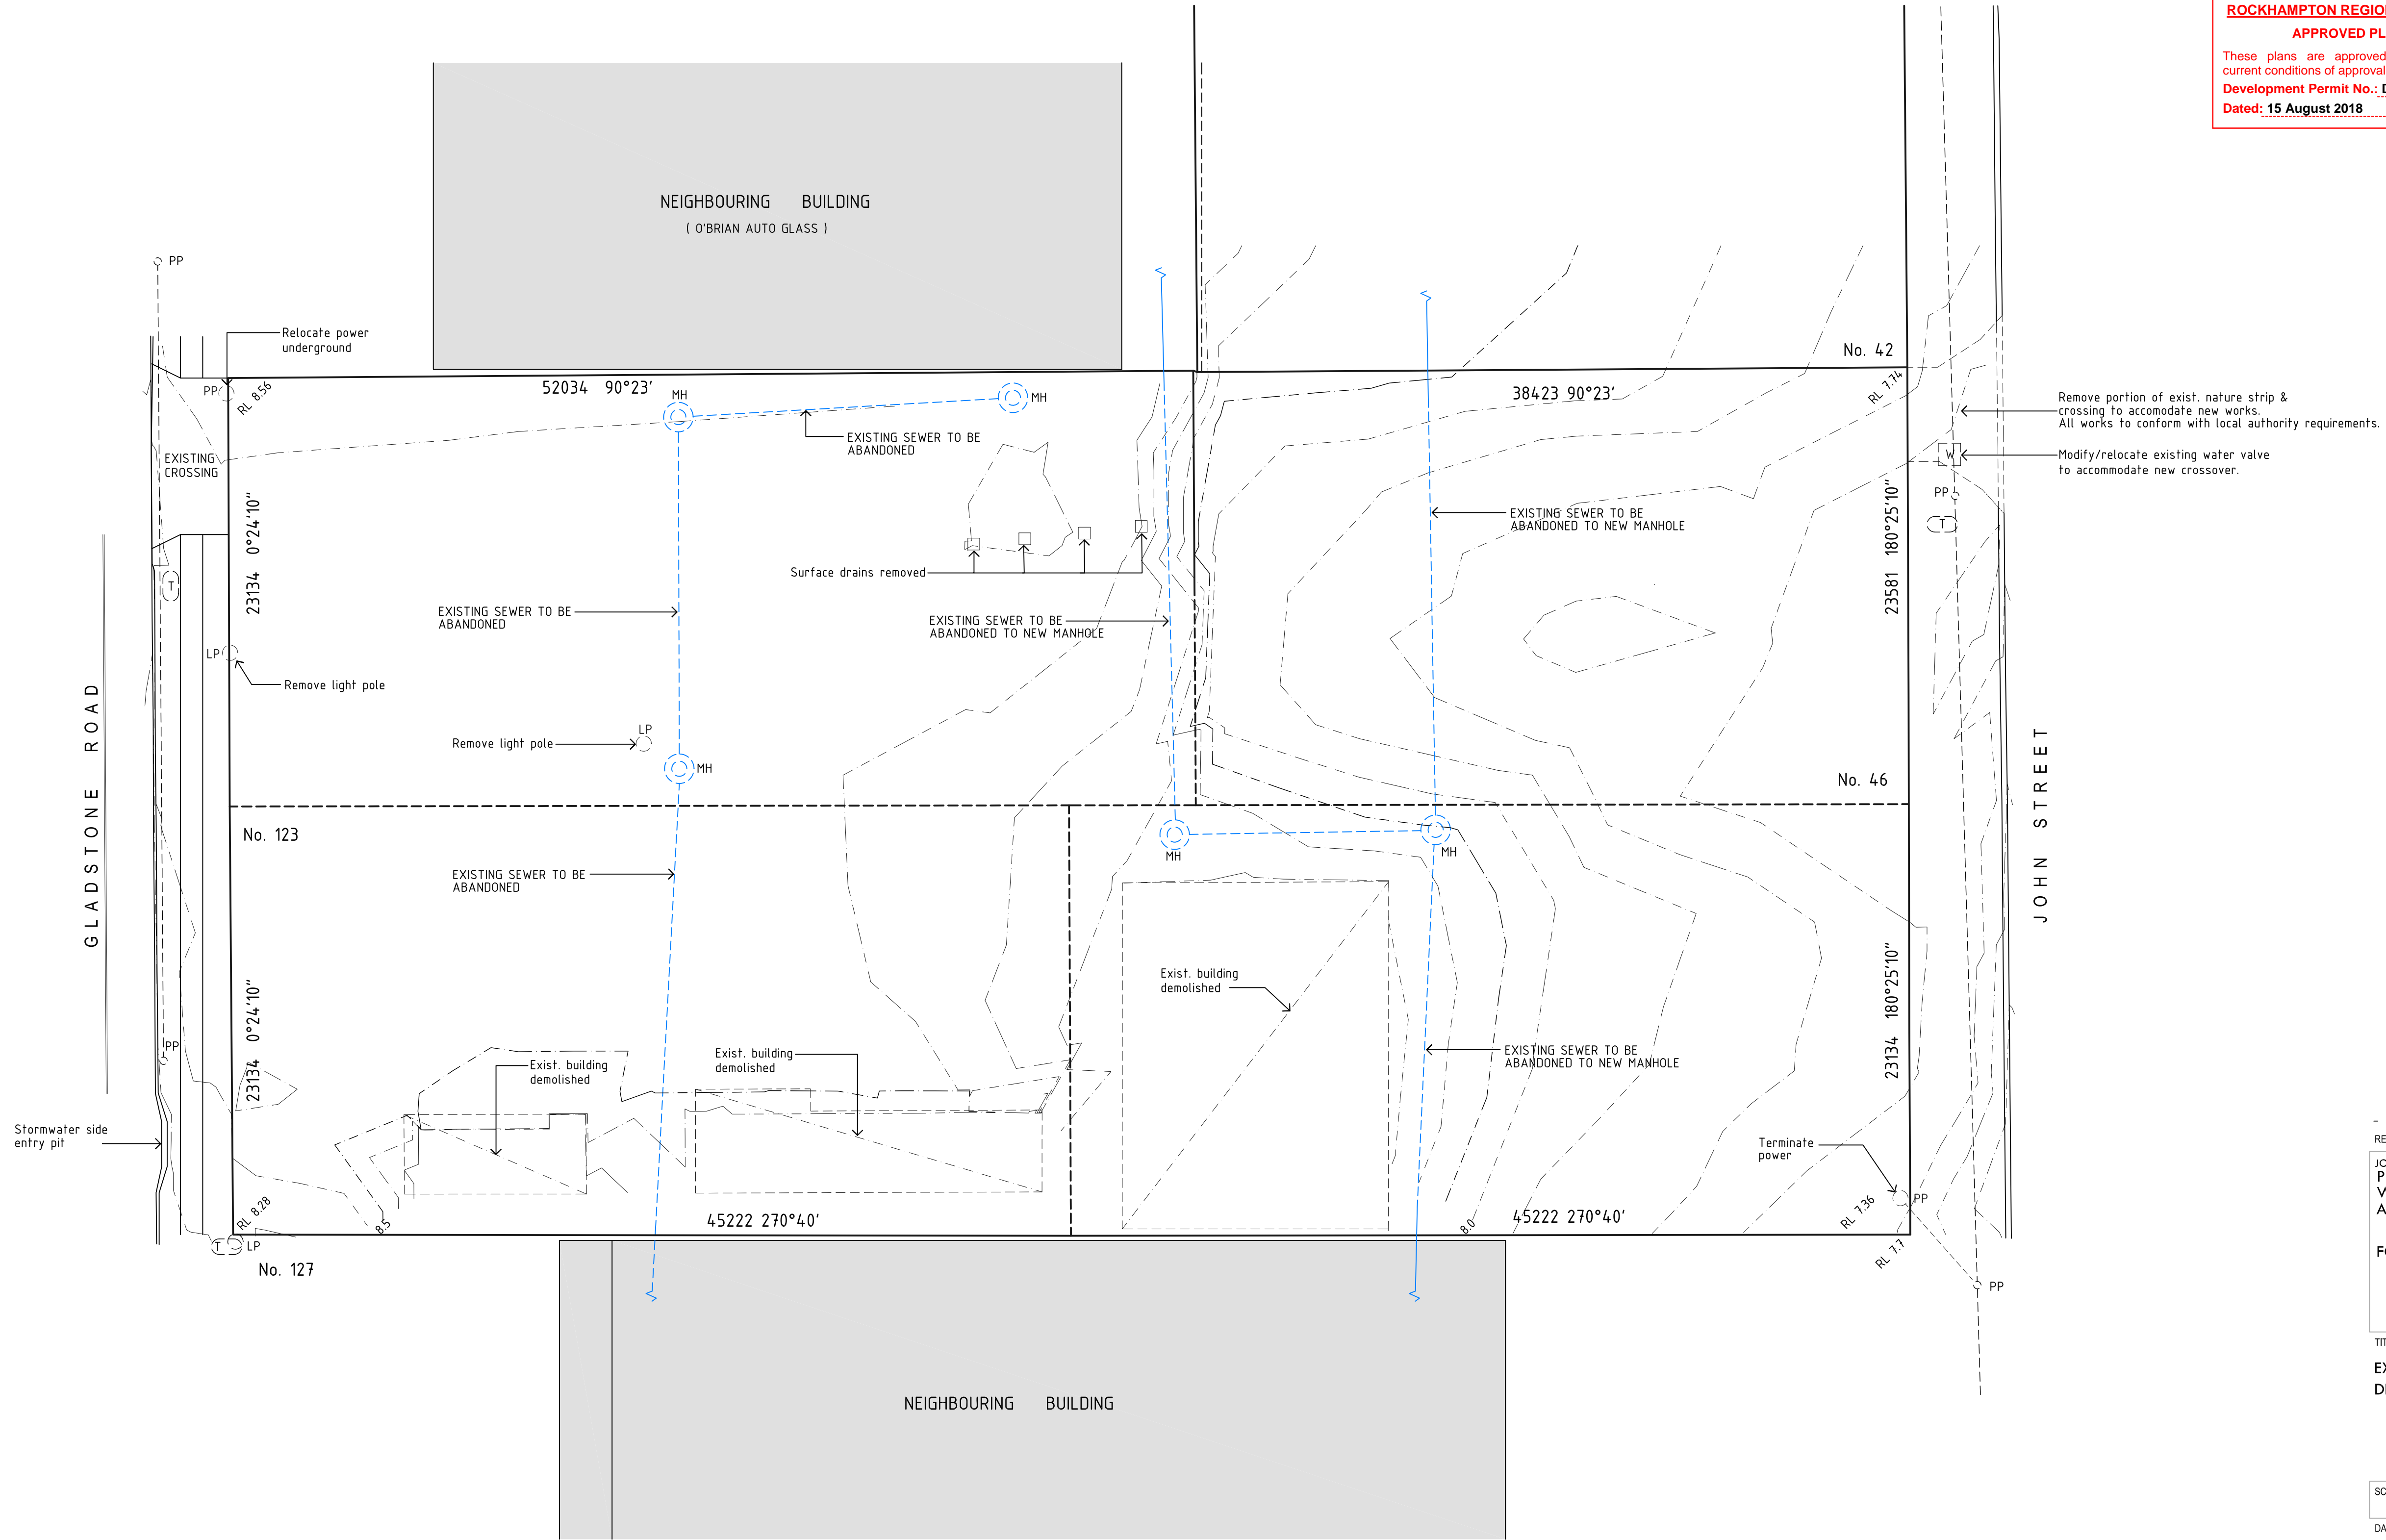 ROCKHAMPTON REGIO
APPROVED PL
These plans are approved
current conditions of approval
Development Permit No.: D
Dated: 15 August 2018
NEIGHBOURING BUILDING
( O'BRIAN AUTO GLASS )
PP
Relocate power
underground
PP
RL 8.56
52034 90°23'
MH
MH
EXISTING SEWER TO BE
ABANDONED
No. 42
38423 90°23'
RL 7.74
Remove portion of exist. nature strip &
crossing to accomodate new works.
All works to conform with local authority requirements.
W
Modify/relocate existing water valve
to accommodate new crossover.
PP
T
EXISTING
CROSSING
23134 0°24'10"
T
EXISTING SEWER TO BE
ABANDONED TO NEW MANHOLE
23581 180°25'10"
Surface drains removed
EXISTING SEWER TO BE
ABANDONED
EXISTING SEWER TO BE
ABANDONED TO NEW MANHOLE
LP
Remove light pole
LP
Remove light pole
MH
GLADSTONE ROAD
JOHN STREET
No. 46
No. 123
MH
MH
EXISTING SEWER TO BE
ABANDONED
Exist. building
demolished
23134 0°24'10"
23134 180°25'10"
PP
Exist. building
demolished
Exist. building
demolished
EXISTING SEWER TO BE
ABANDONED TO NEW MANHOLE
Stormwater side
entry pit
Terminate
power
PP
RL 8.28
8.5
45222 270°40'
8.0
45222 270°40'
RL 7.36
RL 7.7
T
LP
No. 127
PP
NEIGHBOURING BUILDING
-
RE
JO
P
V
A
FO
TIT
EX
DE
SC
DA